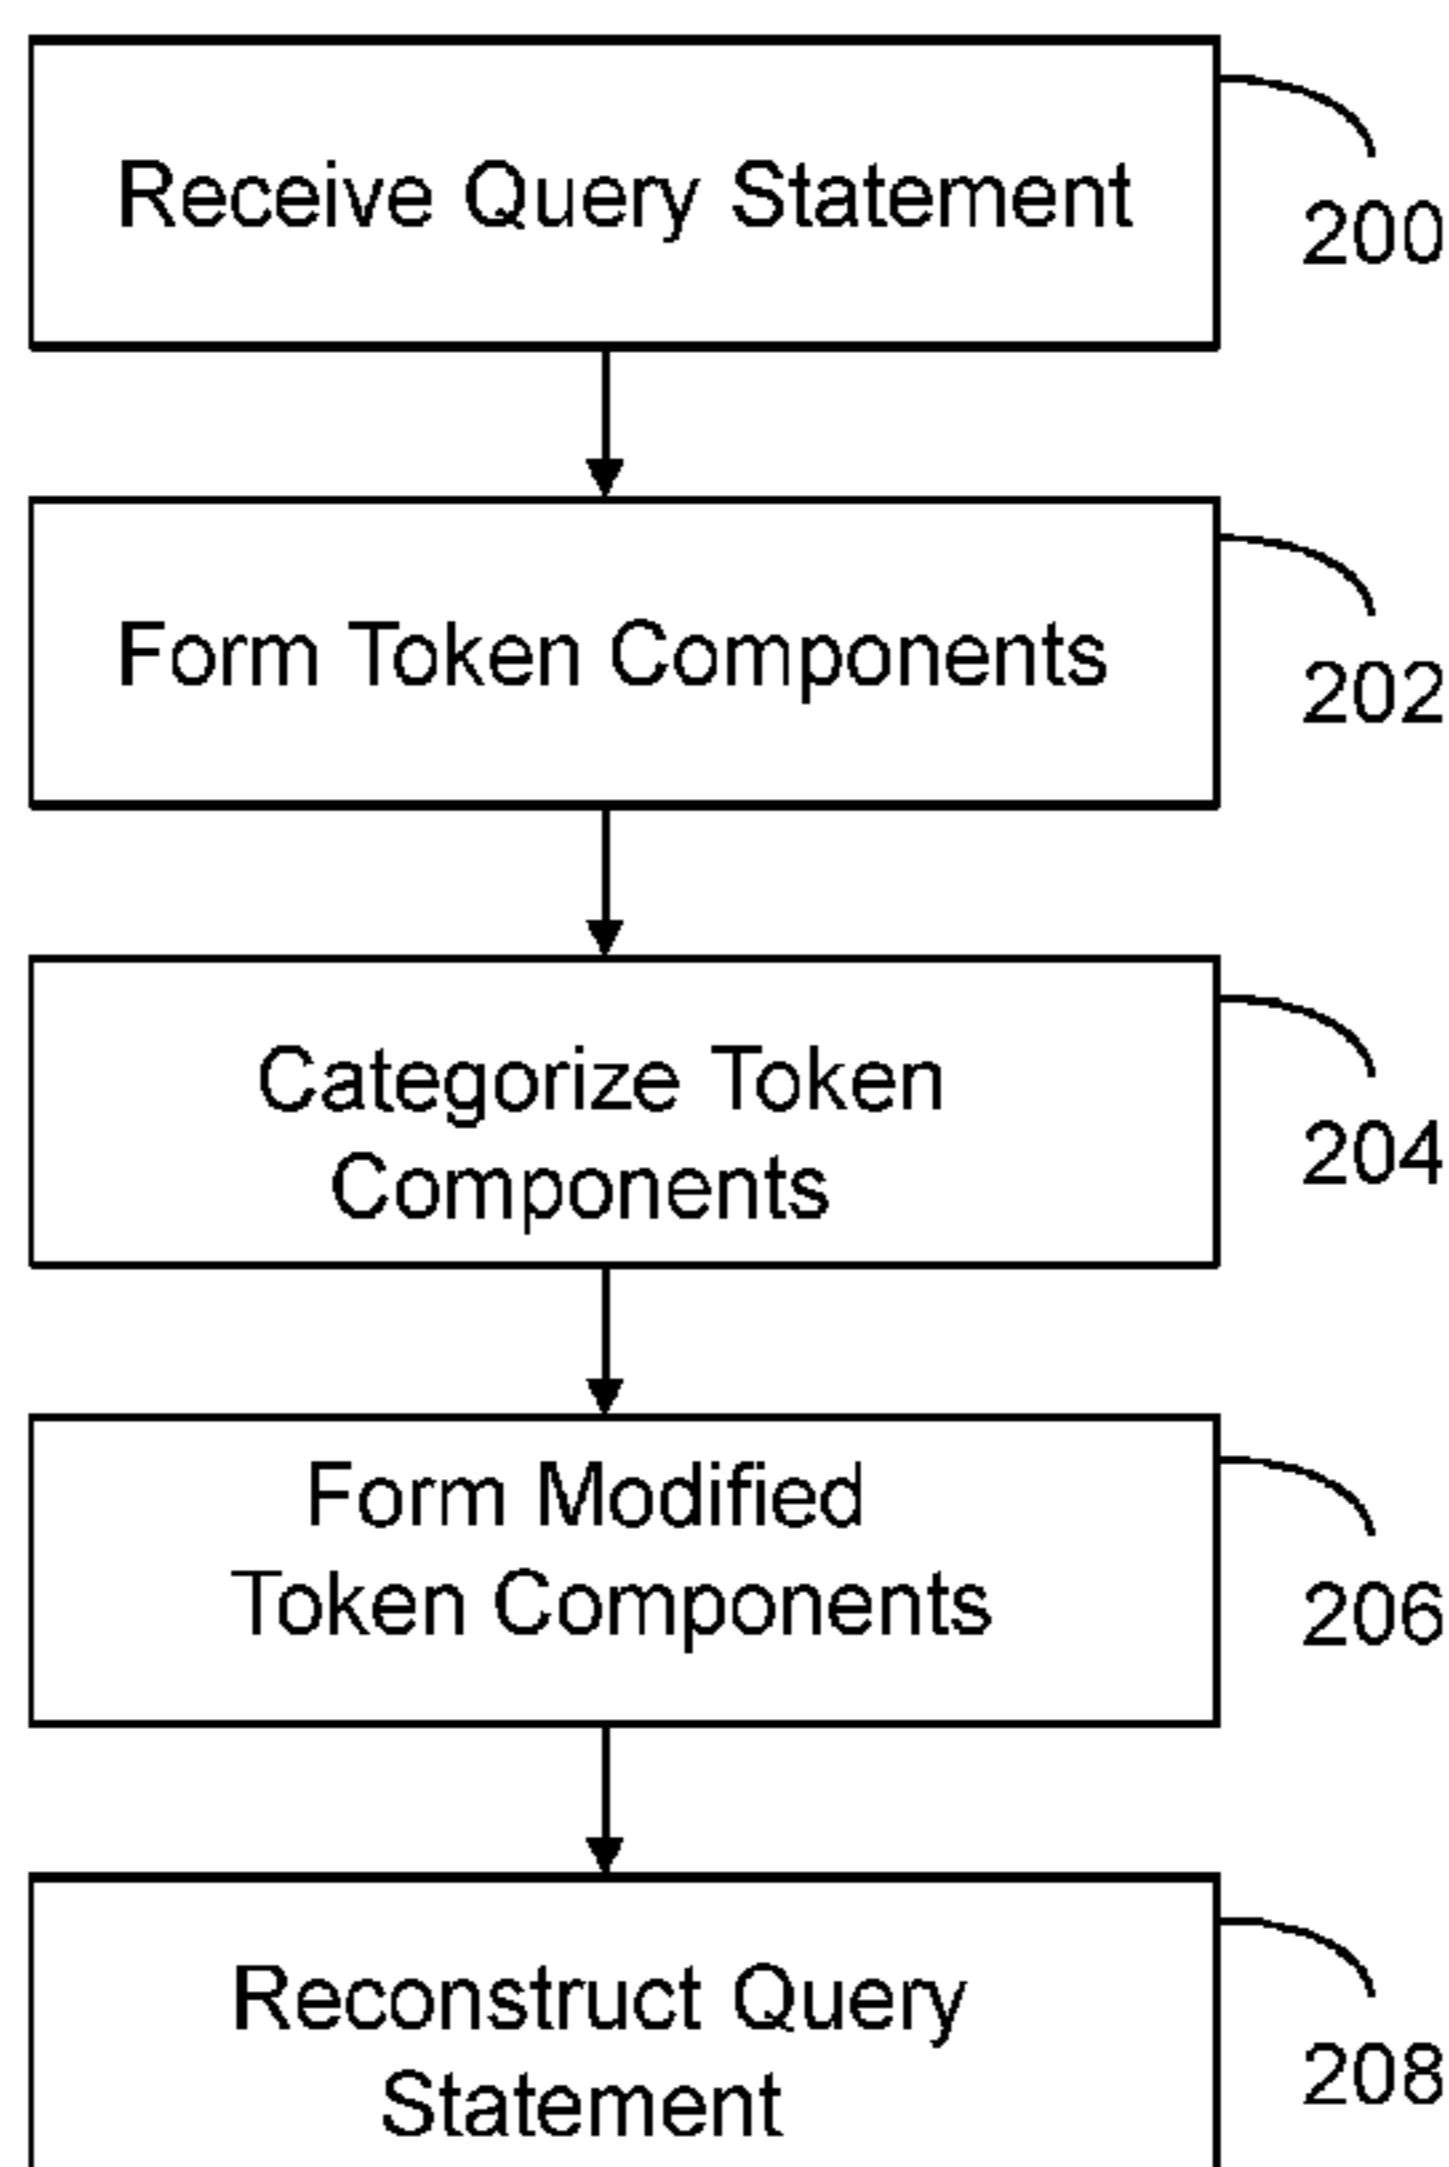 Receive Query Statement
200
Form Token Components
202
Categorize Token
Components
204
Form Modified
Token Components
206
Reconstruct Query
Statement
208